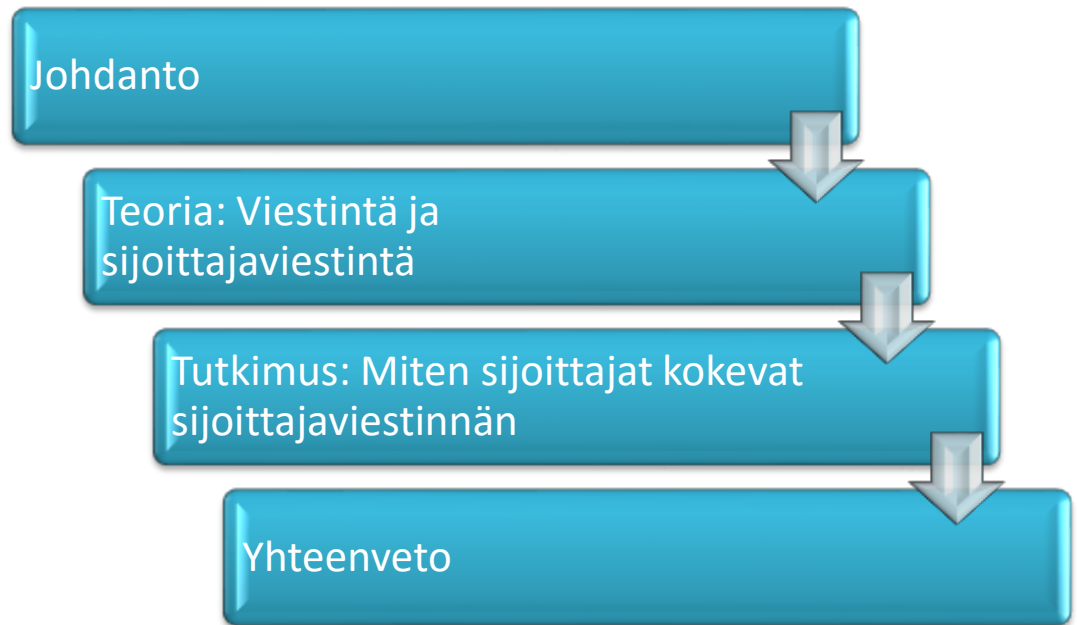 Johdanto
Teoria: Viestintä ja
sijoittajaviestintä
Tutkimus: Miten sijoittajat kokevat
sijoittajaviestinnän
Yhteenveto